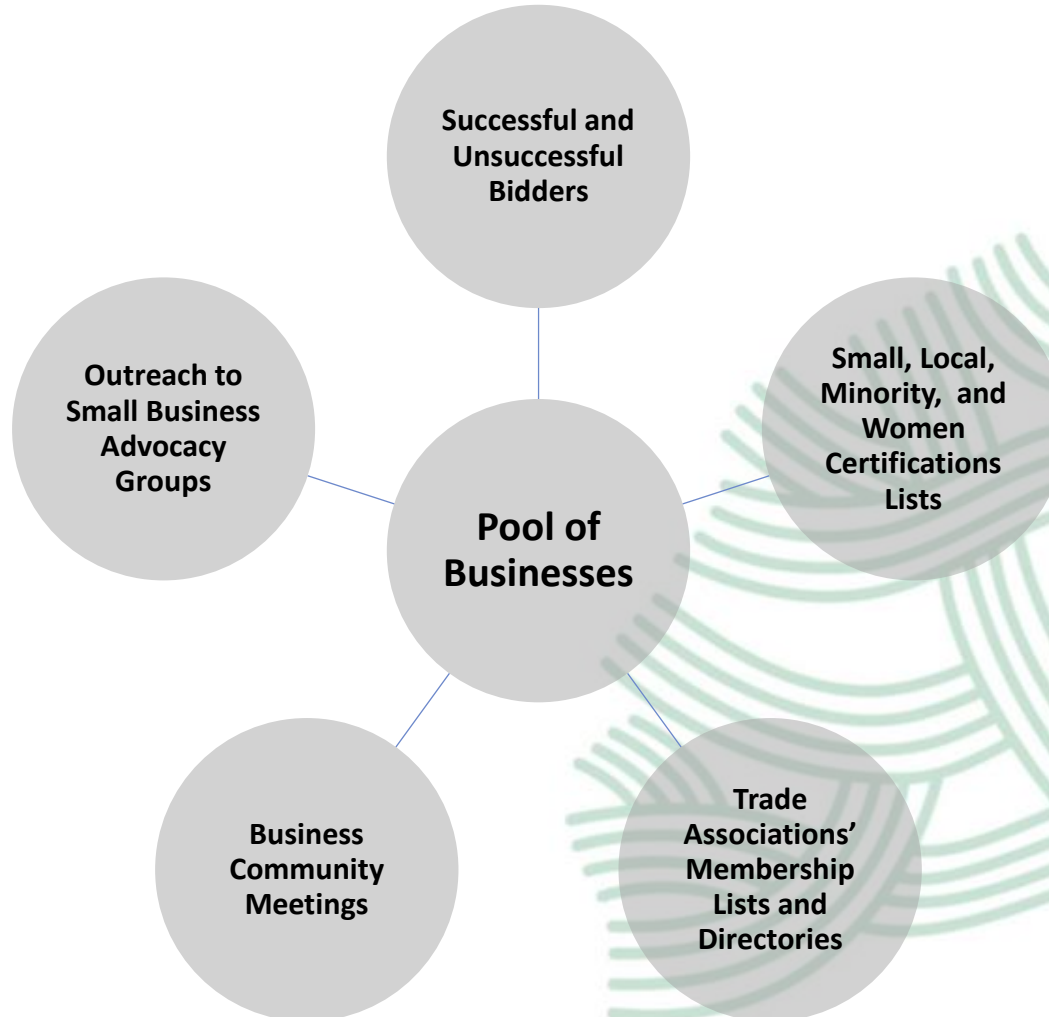 Successful and
Unsuccessful
Bidders
Outreach to
Small Business
Advocacy
Groups
Small, Local,
Minority, and
Women
Certifications
Lists
Pool of
Businesses
Business
Community
Meetings
Trade
Associations’
Membership
Lists and
Directories